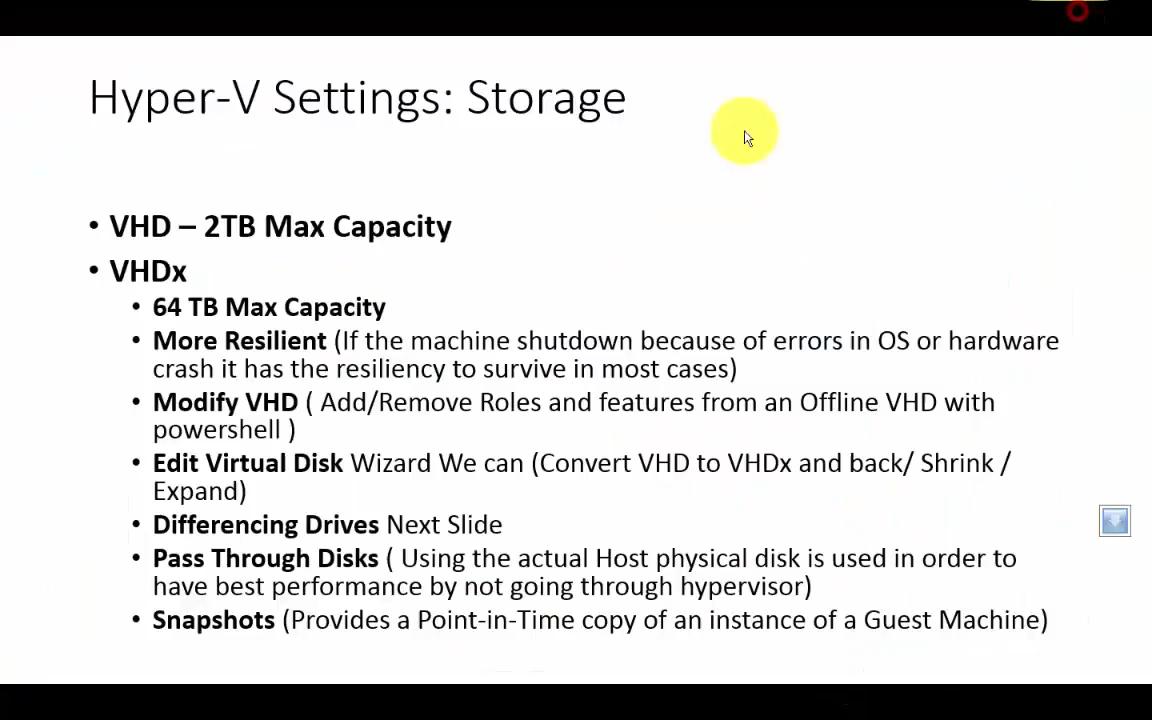 Hyper-V Settings: Storage
• VHD – 2TB Max Capacity
• VHDx
• 64 TB Max Capacity
• More Resilient (If the machine shutdown because of errors in OS or hardware
crash it has the resiliency to survive in most cases)
• Modify VHD ( Add/Remove Roles and features from an Offline VHD with
powershell )
• Edit Virtual Disk Wizard We can (Convert VHD to VHDx and back/ Shrink /
Expand)
• Differencing Drives Next Slide
• Pass Through Disks ( Using the actual Host physical disk is used in order to
have best performance by not going through hypervisor)
• Snapshots (Provides a Point-in-Time copy of an instance of a Guest Machine)